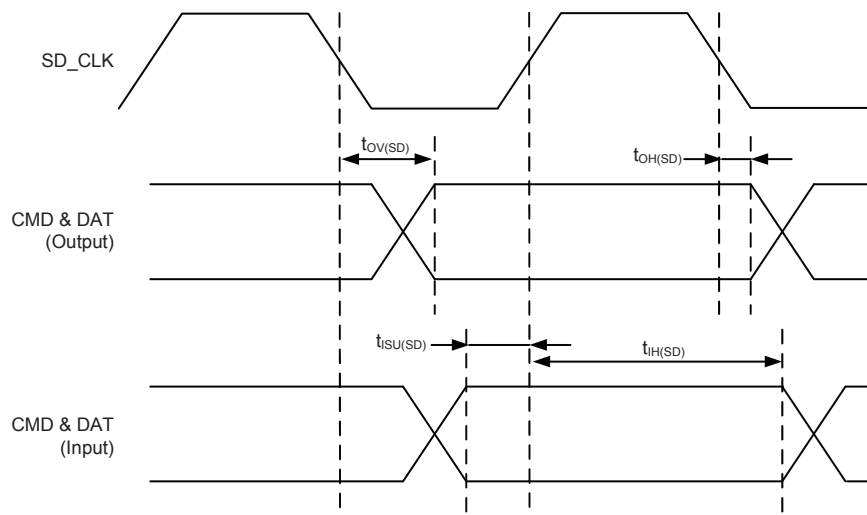 SD_CLK
tOV(SD)
tOH(SD)
CMD & DAT
(Output)
tISU(SD)
tIH(SD)
CMD & DAT
(Input)